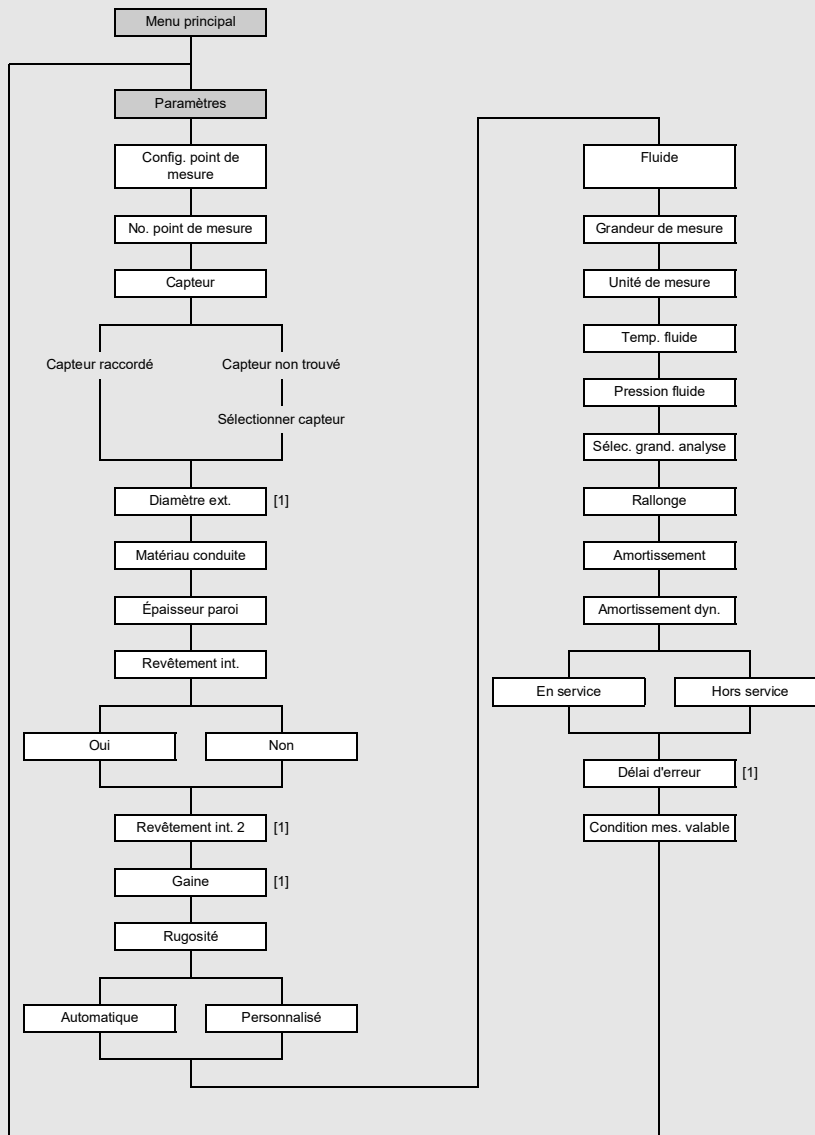 Menu principal
Paramètres
Config. point de
mesure
No. point de mesure
Capteur
Capteur raccordé
Capteur non trouvé
Sélectionner capteur
Diamètre ext.
[1]
Matériau conduite
Épaisseur paroi
Revêtement int.
Oui
Non
Revêtement int. 2
[1]
Gaine
[1]
Rugosité
Automatique
Personnalisé
Fluide
Grandeur de mesure
Unité de mesure
Temp. fluide
Pression fluide
Sélec. grand. analyse
Rallonge
Amortissement
Amortissement dyn.
En service
Hors service
Délai d'erreur
[1]
Condition mes. valable